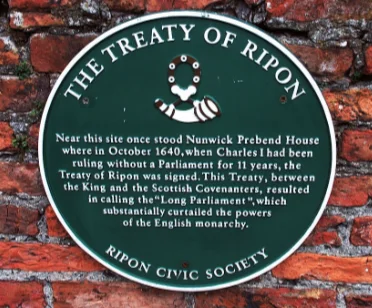 THE TREATY OF RIPON
Near this site once stood Nunwick Prebend House
where in October 1640, when Charles I had been
ruling without a Parliament for 11 years, the
Treaty of Ripon was signed. This Treaty, between
the King and the Scottish Covenanters, resulted
in calling the "Long Parliament", which
substantially curtailed the powers
of the English monarchy.
RIPON CIVIC SOCIETY